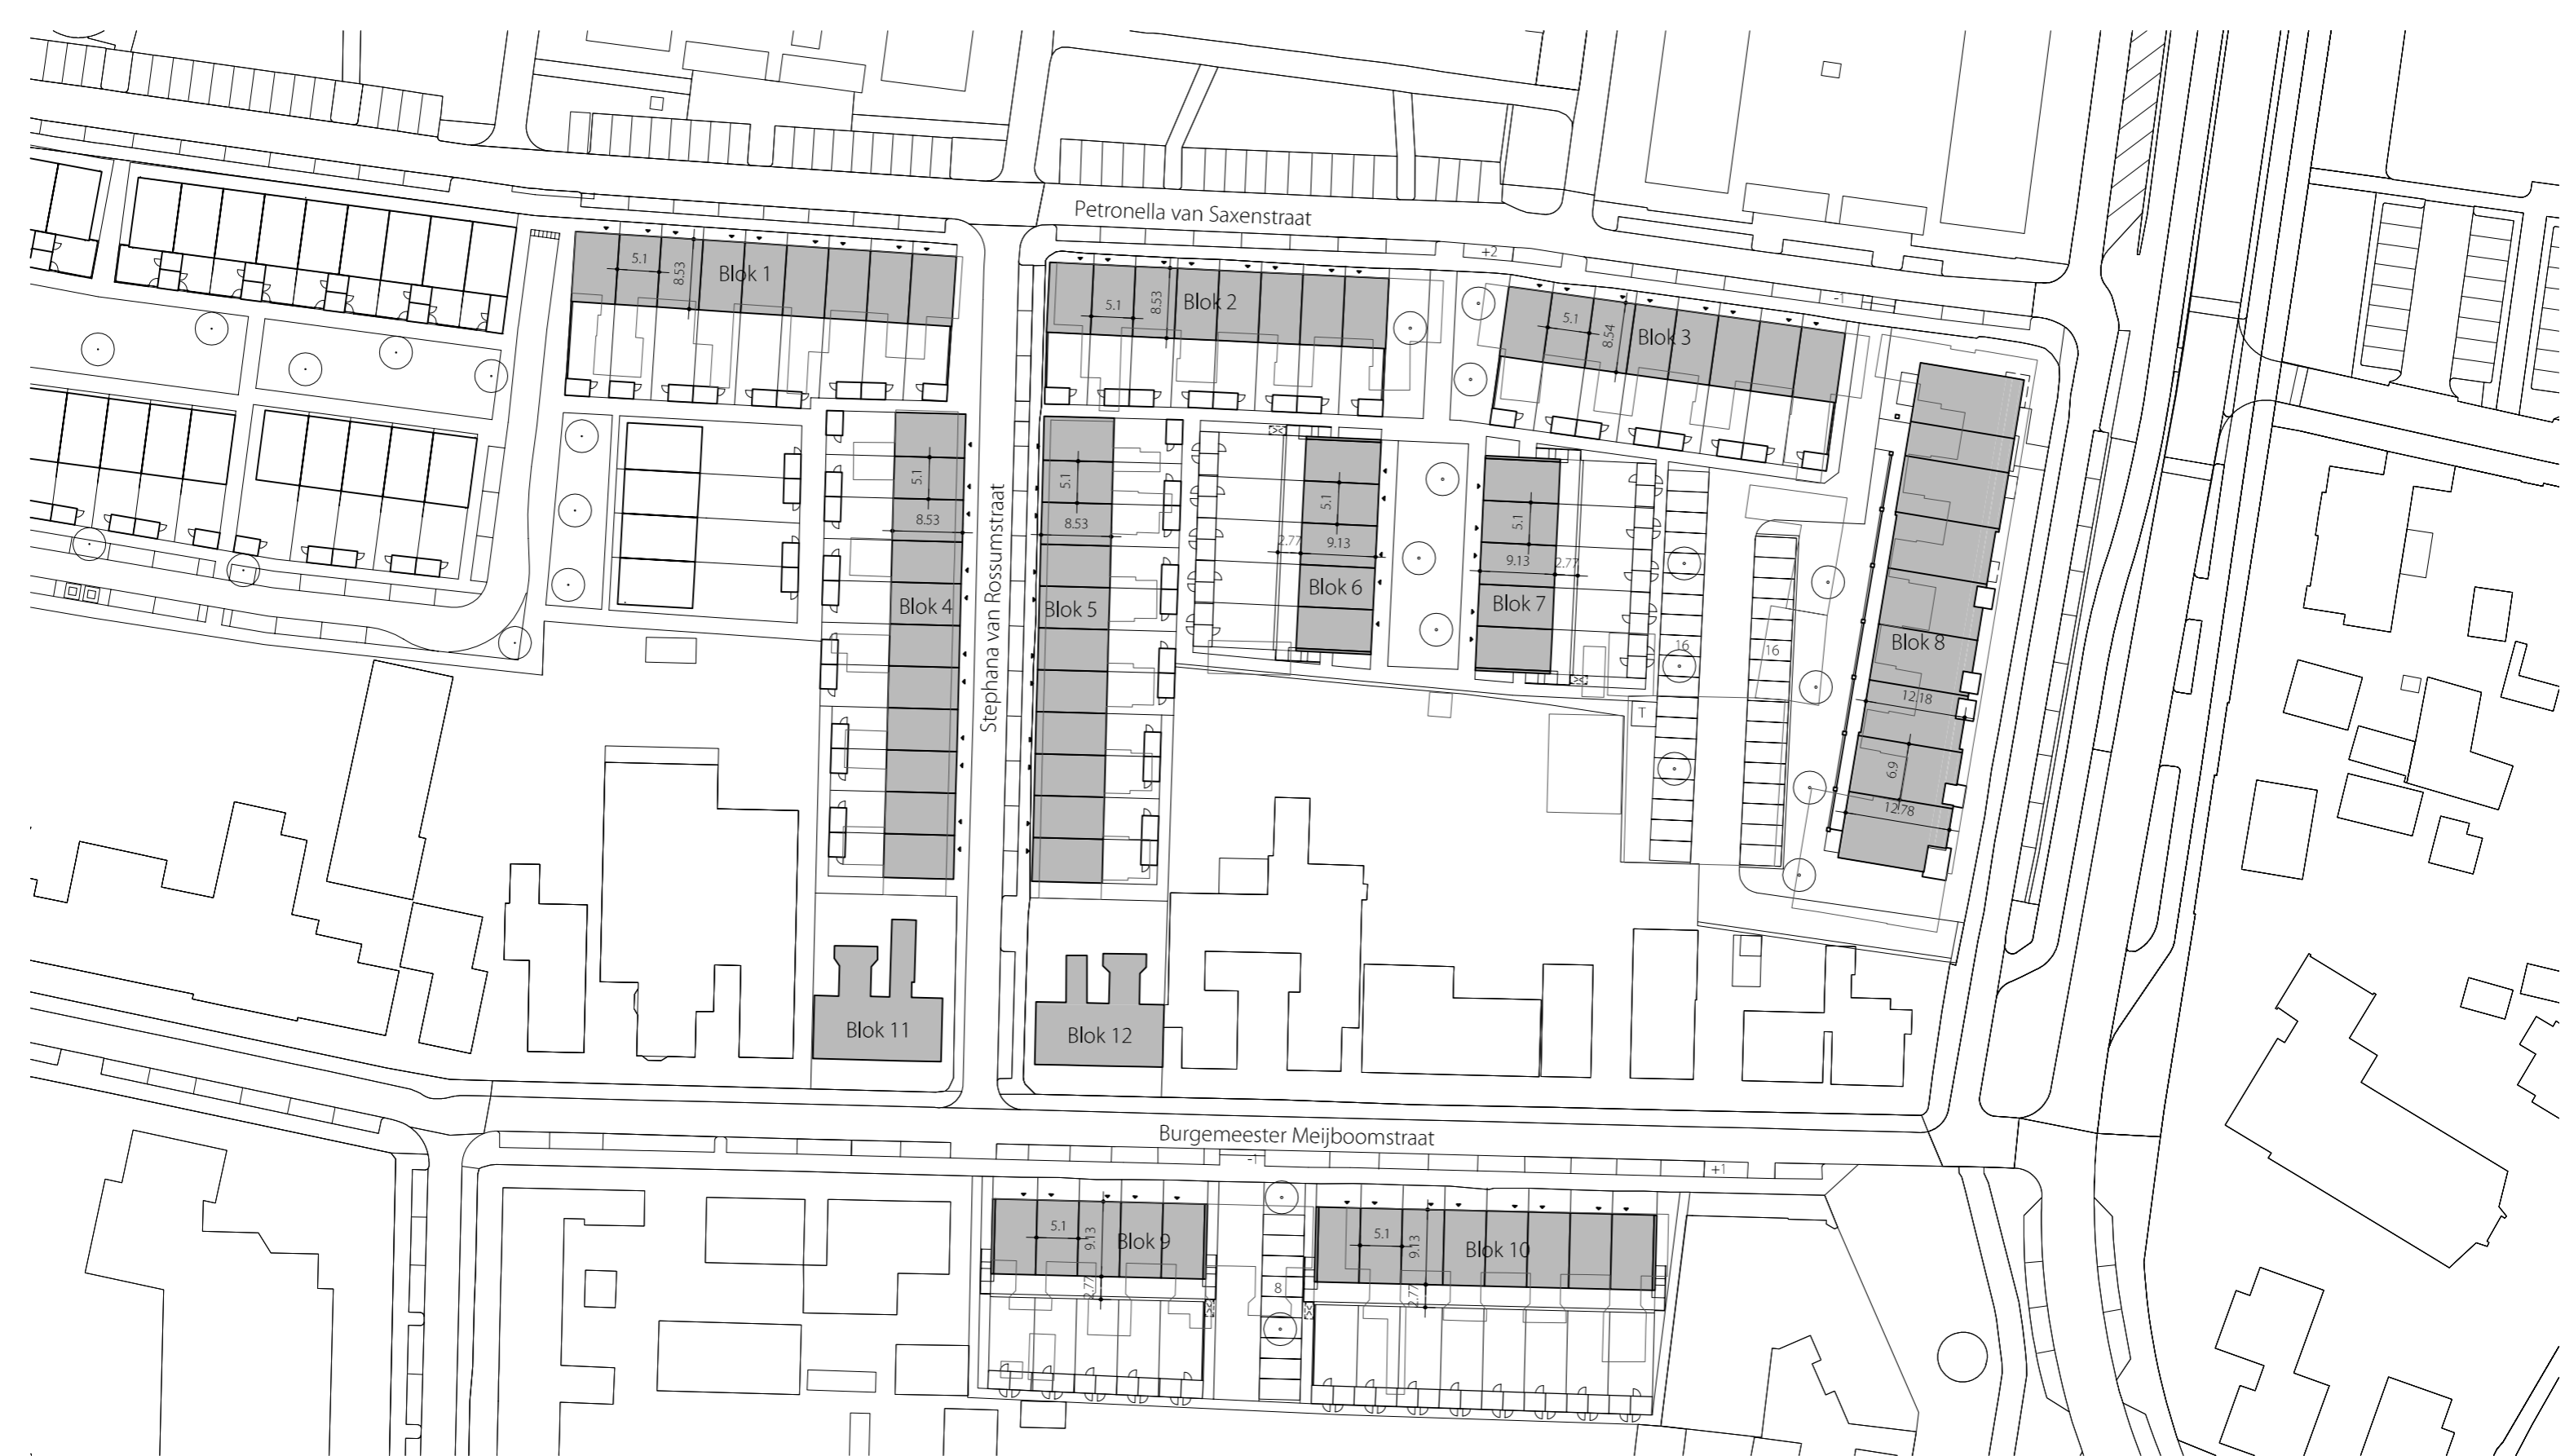 Petronella van Saxenstraat
+2
-1
5.1
8.53
Blok 1
5.1
8.53
Blok 2
5.1
8.54
Blok 3
5.1
8.53
Blok 4
Stephana van Rossumstraat
5.1
8.53
Blok 5
5.1
2.77
9.13
Blok 6
5.1
9.13
2.77
Blok 7
16
16
T
Blok 8
12.18
6.9
12.78
Blok 11
Blok 12
Burgemeester Meijboomstraat
-1
+1
5.1
9.13
Blok 9
2.77
8
5.1
9.13
Blok 10
2.77